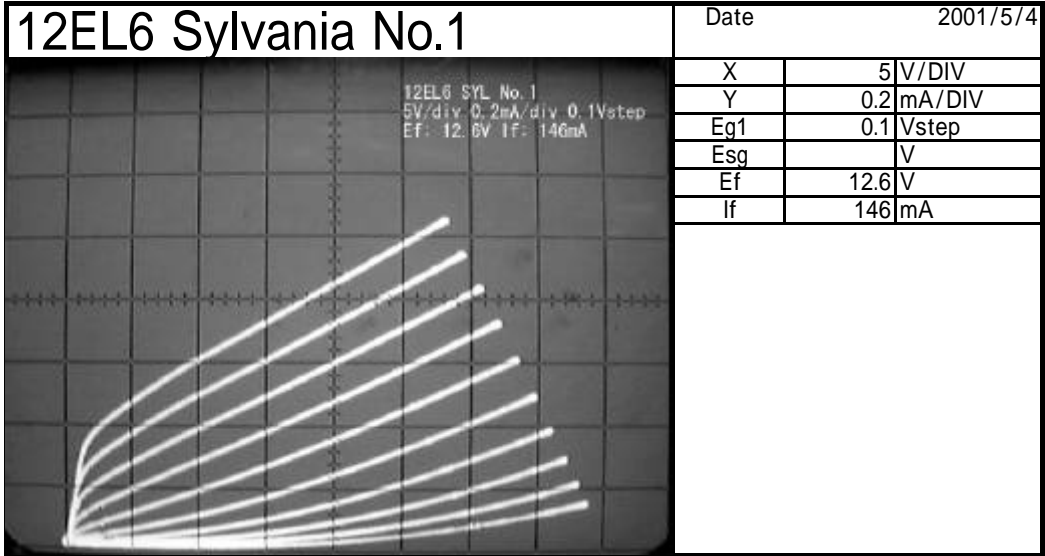 12EL6 Sylvania No.1
Date 2001/5/4
12EL6 SYL No.1
5V/div 0.2mA/div 0.1Vstep
Ef: 12.6V If: 146mA
X 5 V/DIV
Y 0.2 mA/DIV
Eg1 0.1 Vstep
Esg V
Ef 12.6 V
If 146 mA